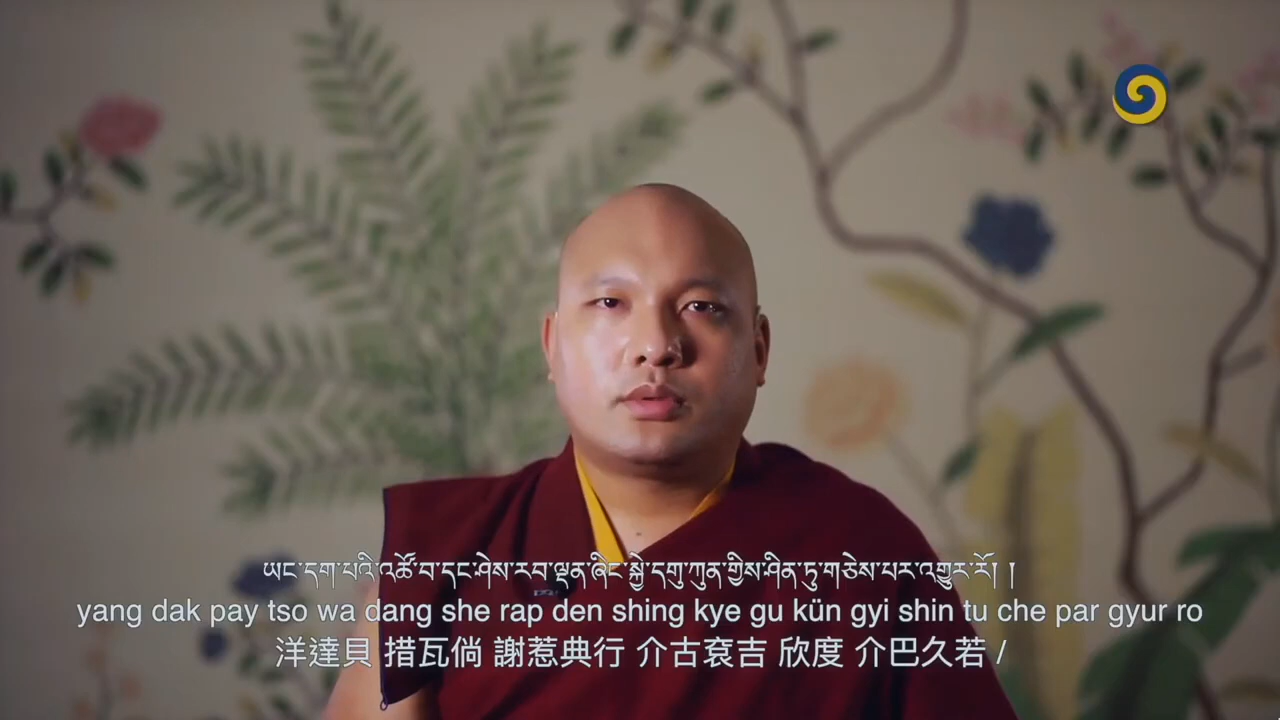 ཡང་དག་པའི་འཚོ་བ་དང་ཤེས་རབ་ལྡན་ཞིང་སྐྱེ་དགུ་ཀུན་གྱིས་ཤིན་ཏུ་གཅེས་པར་འགྱུར་རོ། །
yang dak pay tso wa dang she rap den shing kye gu kün gyi shin tu che par gyur ro
洋達貝 措瓦倘 謝惹典行 介古袞吉 欣度 介巴久若 /